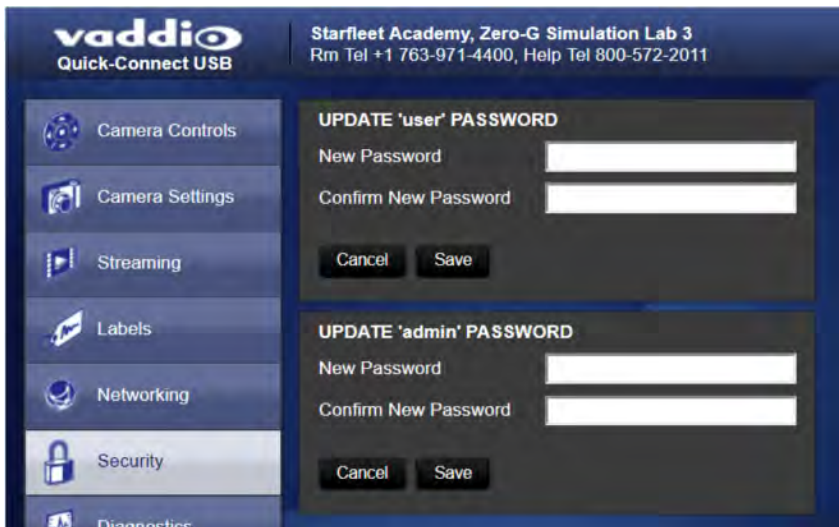 vaddio
Quick-Connect USB
Starfleet Academy, Zero-G Simulation Lab 3
Rm Tel +1 763-971-4400, Help Tel 800-572-2011
Camera Controls
Camera Settings
Streaming
Labels
Networking
Security
Diagnostics
UPDATE 'user' PASSWORD
New Password
Confirm New Password
Cancel Save
UPDATE 'admin' PASSWORD
New Password
Confirm New Password
Cancel Save